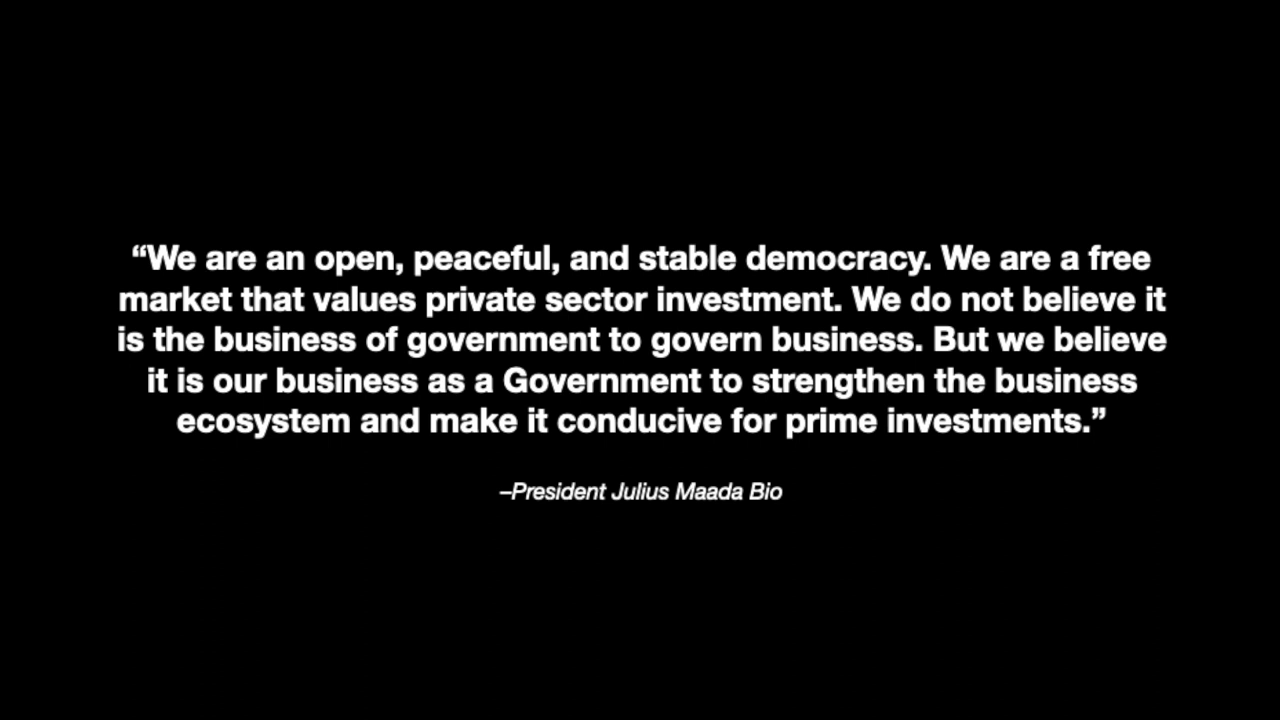 “We are an open, peaceful, and stable democracy. We are a free
market that values private sector investment. We do not believe it
is the business of government to govern business. But we believe
it is our business as a Government to strengthen the business
ecosystem and make it conducive for prime investments.”
–President Julius Maada Bio